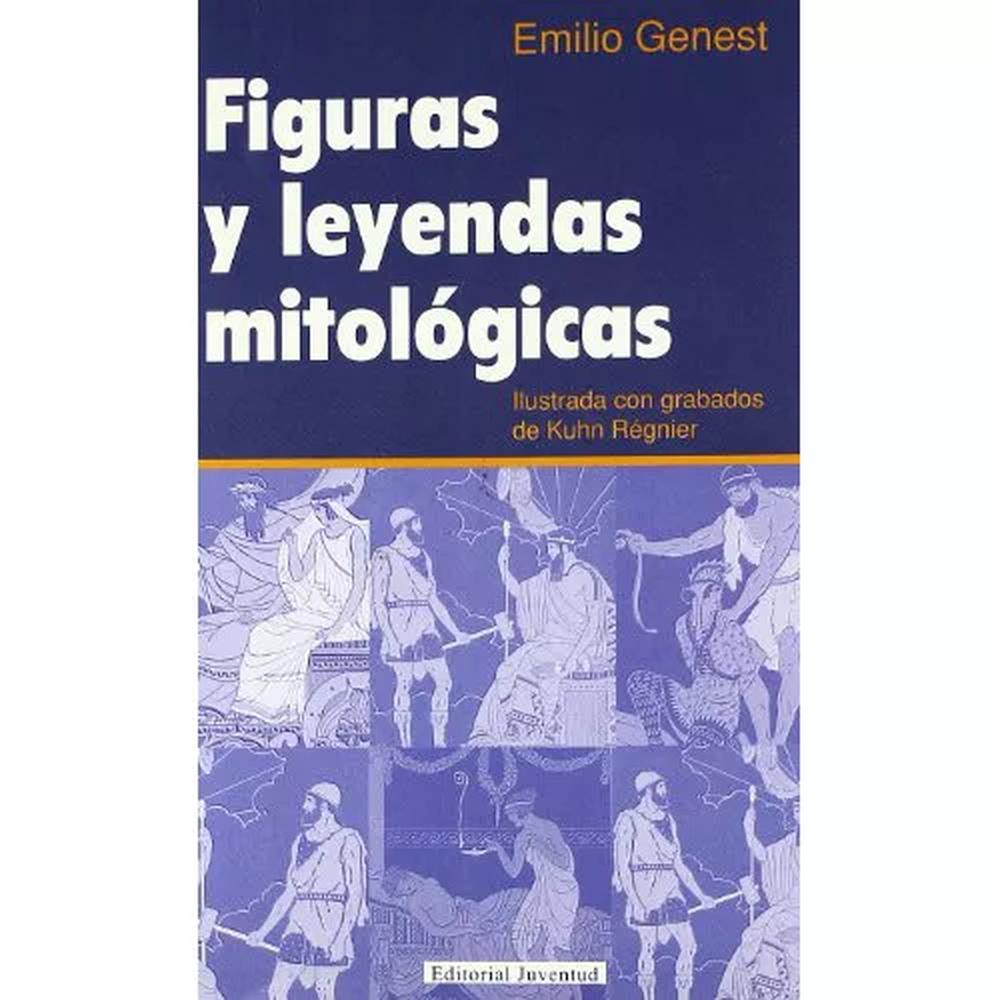 Emilio Genest
Figuras
y leyendas
mitológicas
Ilustrada con grabados
de Kuhn Régnier
Editorial Juventud